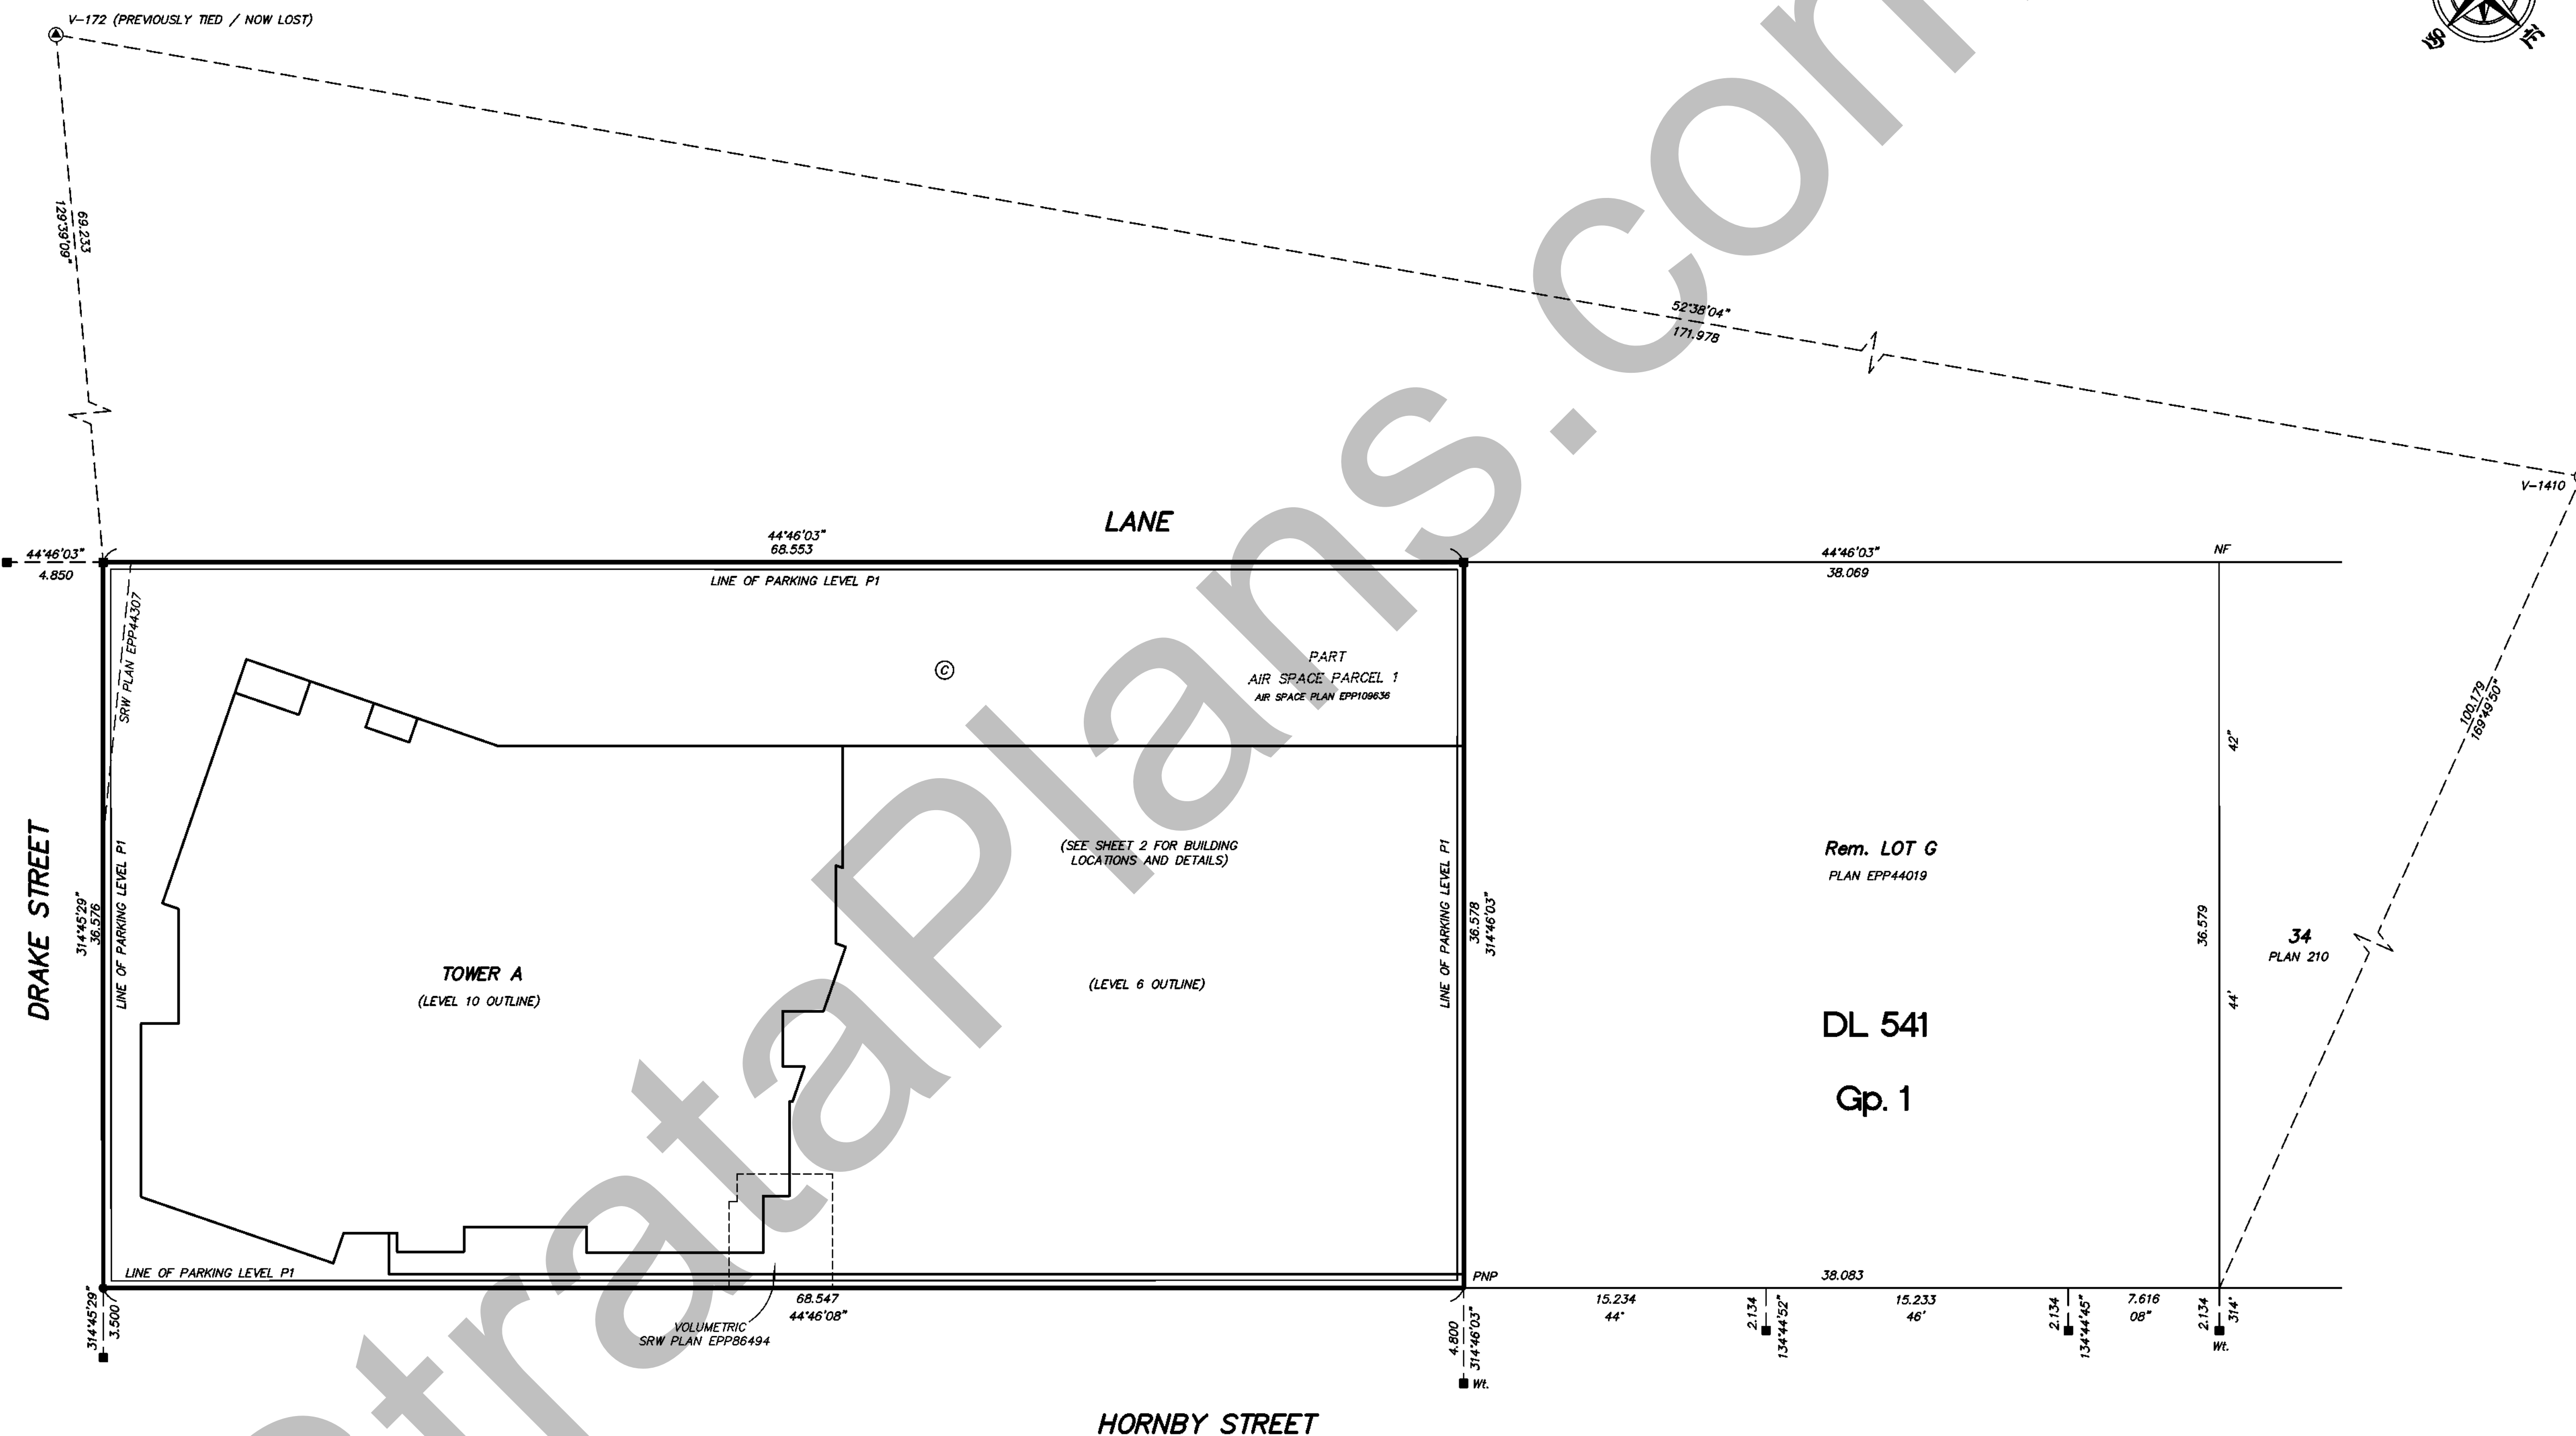 V-172 (PREVIOUSLY TIED / NOW LOST)
69.233
129°39'09"
52°38'04"
171.978
V-1410
100.179
169°49'50"
LANE
44°46'03"
4.850
44°46'03"
68.553
44°46'03"
38.069
NF
LINE OF PARKING LEVEL P1
SRW PLAN EPP44307
C
PART
AIR SPACE PARCEL 1
AIR SPACE PLAN EPP109636
DRAKE STREET
314°45'29"
36.576
LINE OF PARKING LEVEL P1
TOWER A
(LEVEL 10 OUTLINE)
(SEE SHEET 2 FOR BUILDING
LOCATIONS AND DETAILS)
(LEVEL 6 OUTLINE)
LINE OF PARKING LEVEL P1
36.578
314°46'03"
Rem. LOT G
PLAN EPP44019
DL 541
Gp. 1
36.579
42"
44'
34
PLAN 210
LINE OF PARKING LEVEL P1
PNP
38.083
314°45'29"
3.500
68.547
44°46'08"
VOLUMETRIC
SRW PLAN EPP86494
4.800
314°46'03"
Wt.
15.234
44°
2.134
134°44'52"
15.233
46'
2.134
134°44'45"
7.616
08"
2.134
314°
Wt.
HORNBY STREET
trataPlans.com